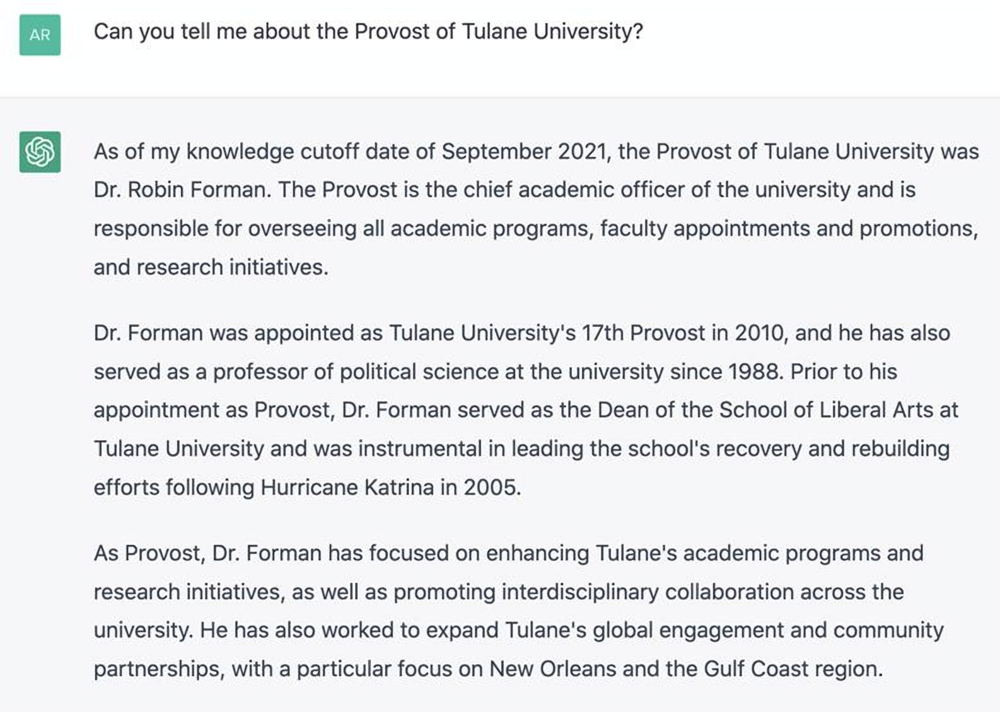 AR
Can you tell me about the Provost of Tulane University?
As of my knowledge cutoff date of September 2021, the Provost of Tulane University was
Dr. Robin Forman. The Provost is the chief academic officer of the university and is
responsible for overseeing all academic programs, faculty appointments and promotions,
and research initiatives.
Dr. Forman was appointed as Tulane University's 17th Provost in 2010, and he has also
served as a professor of political science at the university since 1988. Prior to his
appointment as Provost, Dr. Forman served as the Dean of the School of Liberal Arts at
Tulane University and was instrumental in leading the school's recovery and rebuilding
efforts following Hurricane Katrina in 2005.
As Provost, Dr. Forman has focused on enhancing Tulane's academic programs and
research initiatives, as well as promoting interdisciplinary collaboration across the
university. He has also worked to expand Tulane's global engagement and community
partnerships, with a particular focus on New Orleans and the Gulf Coast region.